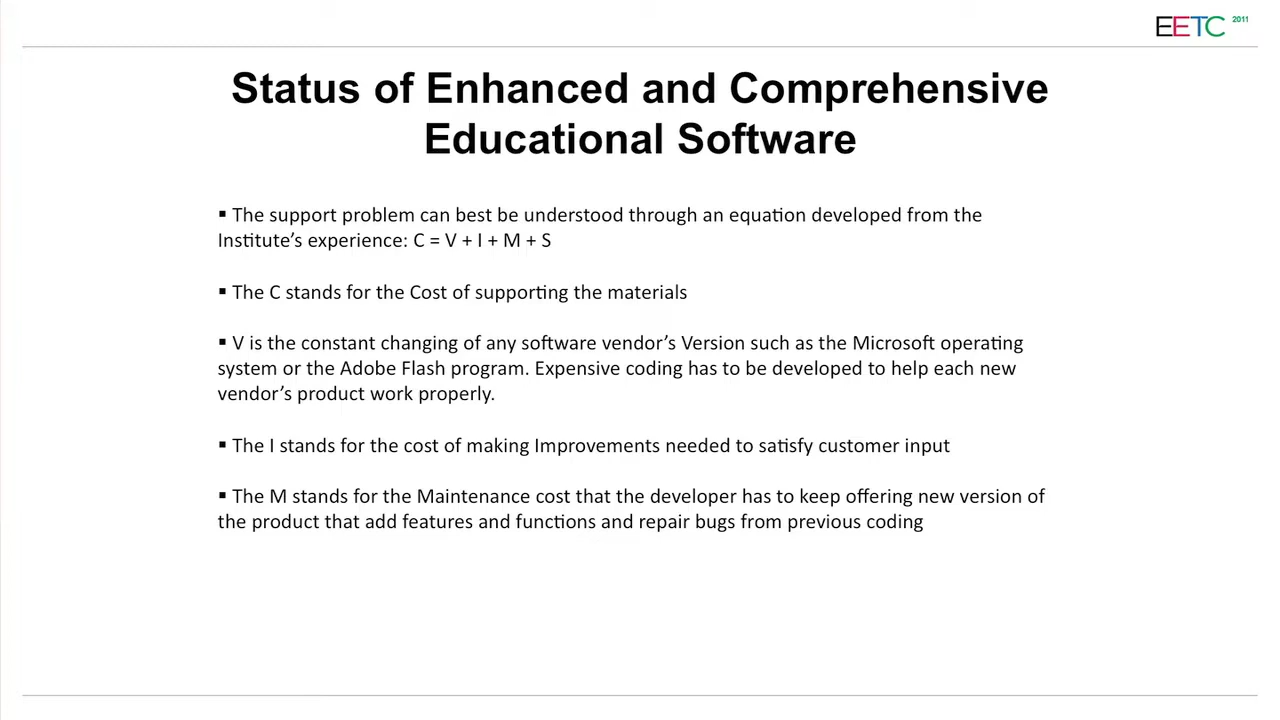 EETC 2011
Status of Enhanced and Comprehensive
Educational Software
▪ The support problem can best be understood through an equation developed from the
Institute’s experience: C = V + I + M + S
▪ The C stands for the Cost of supporting the materials
▪ V is the constant changing of any software vendor’s Version such as the Microsoft operating
system or the Adobe Flash program. Expensive coding has to be developed to help each new
vendor’s product work properly.
▪ The I stands for the cost of making Improvements needed to satisfy customer input
▪ The M stands for the Maintenance cost that the developer has to keep offering new version of
the product that add features and functions and repair bugs from previous coding